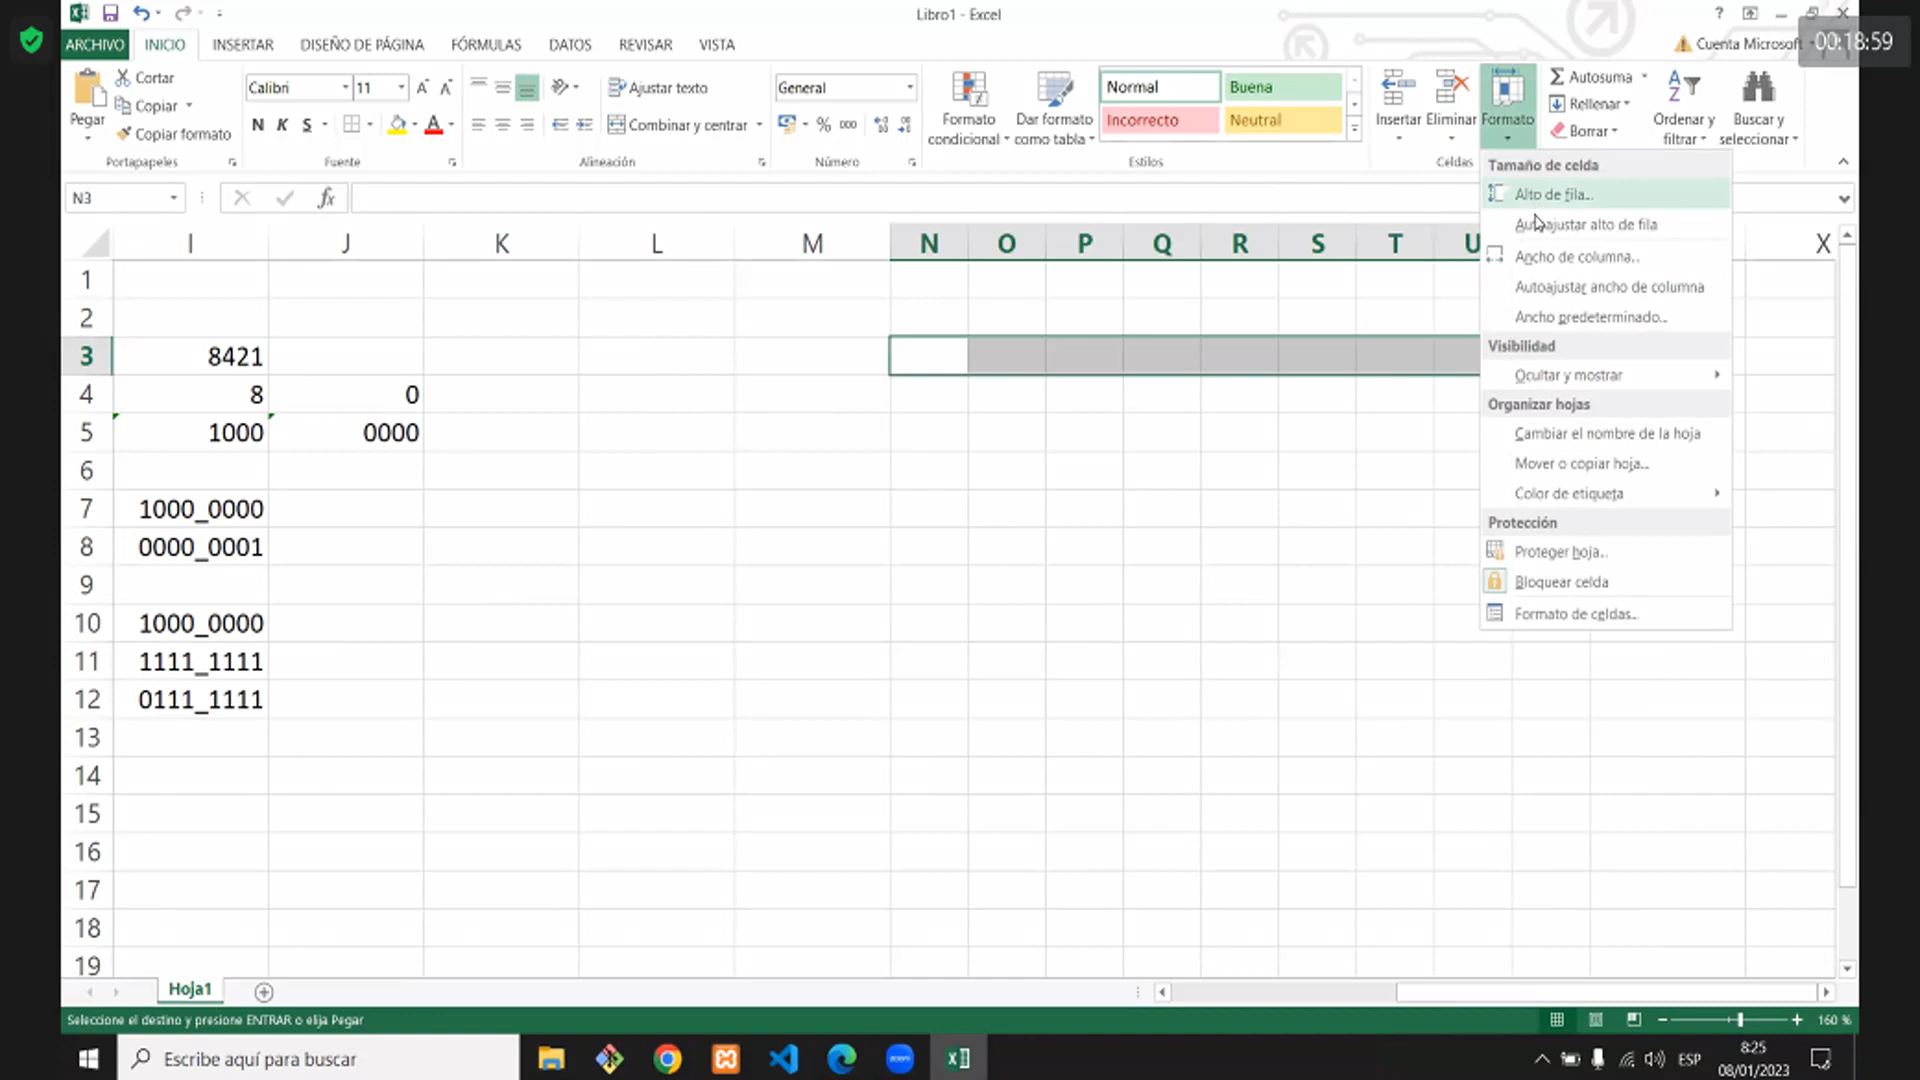 Libro1 - Excel
?
00:18:59
ARCHIVO INICIO INSERTAR DISEÑO DE PÁGINA FÓRMULAS DATOS REVISAR VISTA Cuenta Microsoft
Pegar
Cortar
Copiar
Copiar formato
Portapapeles
Calibri 11
N K S
Fuente
Ajustar texto
Combinar y centrar
Alineación
General
% 000
Número
Formato condicional
Dar formato como tabla
Normal Buena
Incorrecto Neutral
Estilos
Insertar Eliminar Formato
Celdas
Autosuma
Rellenar
Borrar
Ordenar y filtrar
Buscar y seleccionar
N3 fx
I J K L M N O P Q R S T U X
1
2
3 8421
4 8 0
5 1000 0000
6
7 1000_0000
8 0000_0001
9
10 1000_0000
11 1111_1111
12 0111_1111
13
14
15
16
17
18
19
Tamaño de celda
Alto de fila...
Autoajustar alto de fila
Ancho de columna...
Autoajustar ancho de columna
Ancho predeterminado...
Visibilidad
Ocultar y mostrar
Organizar hojas
Cambiar el nombre de la hoja
Mover o copiar hoja...
Color de etiqueta
Protección
Proteger hoja...
Bloquear celda
Formato de celdas...
Hoja1
Seleccione el destino y presione ENTRAR o elija Pegar
160 %
Escribe aquí para buscar
zoom
ESP
8:25
08/01/2023